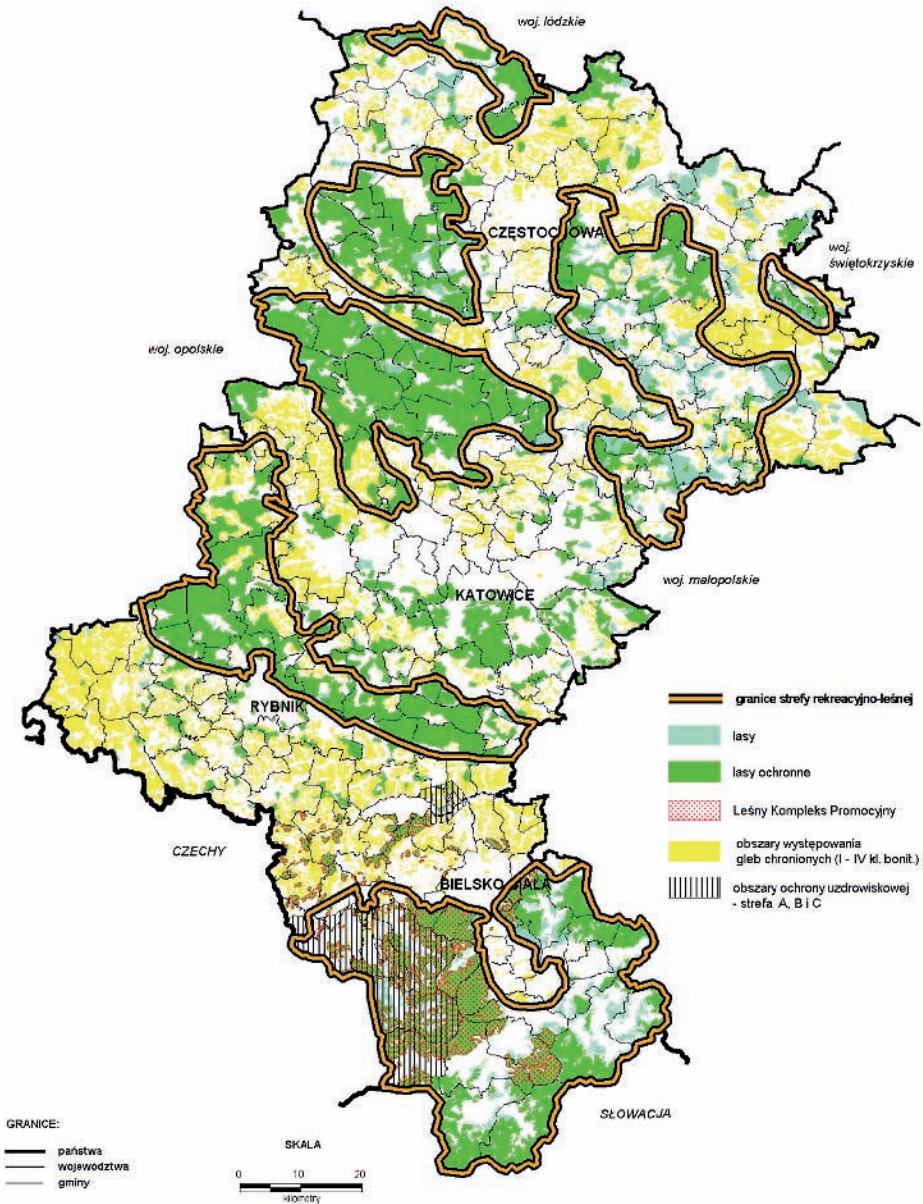 woj. łódzkie
CZĘSTOCHOWA
woj.
świętokrzyskie
woj. opolskie
woj. małopolskie
KATOWICE
RYBNIK
granice strefy rekreacyjno-leśnej
lasy
lasy ochronne
Leśny Kompleks Promocyjny
obszary występowania
gleb chronionych (I - IV kl. bonit.)
obszary ochrony uzdrowiskowej
- strefa A, B i C
CZECHY
BIELSKO BIAŁA
SŁOWACJA
GRANICE:
państwa
województwa
gminy
SKALA
0 10 20
kilometry